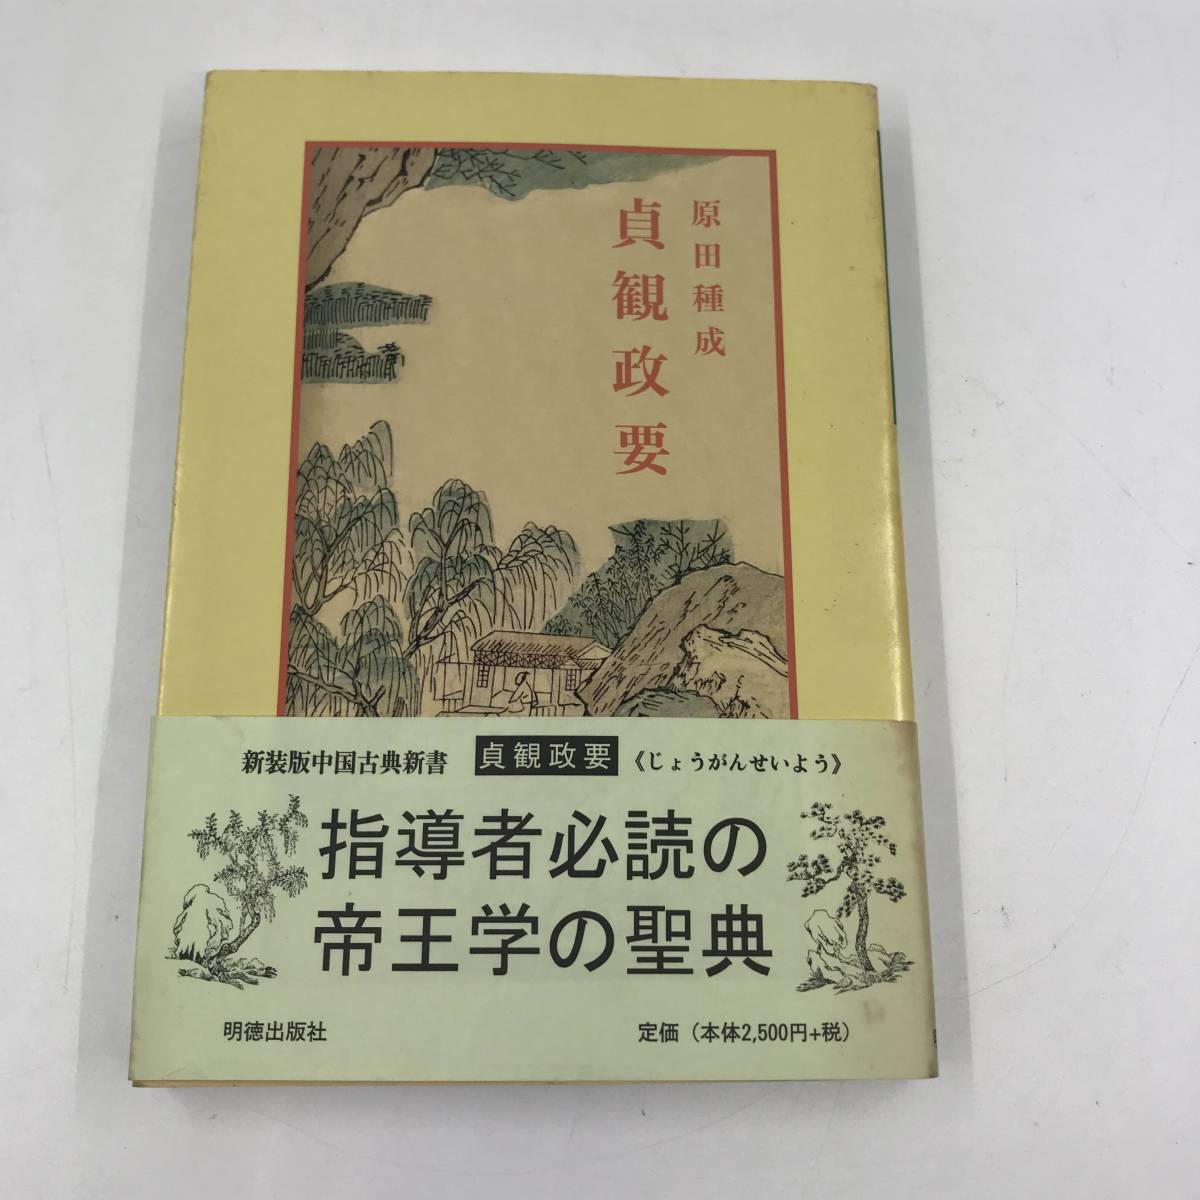 原田種成
貞観政要
新装版中国古典新書 貞観政要 《じょうがんせいよう》
指導者必読の
帝王学の聖典
明徳出版社 定価（本体2,500円+税）